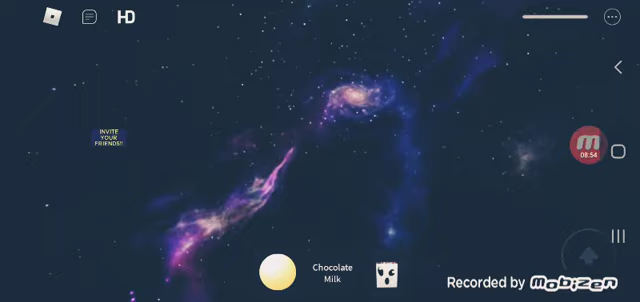 HD
INVITE
YOUR
FRIENDS!!
m
08:54
Chocolate
Milk
Recorded by Mobizen